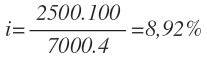 i = 2500.100 / 7000.4 = 8,92%